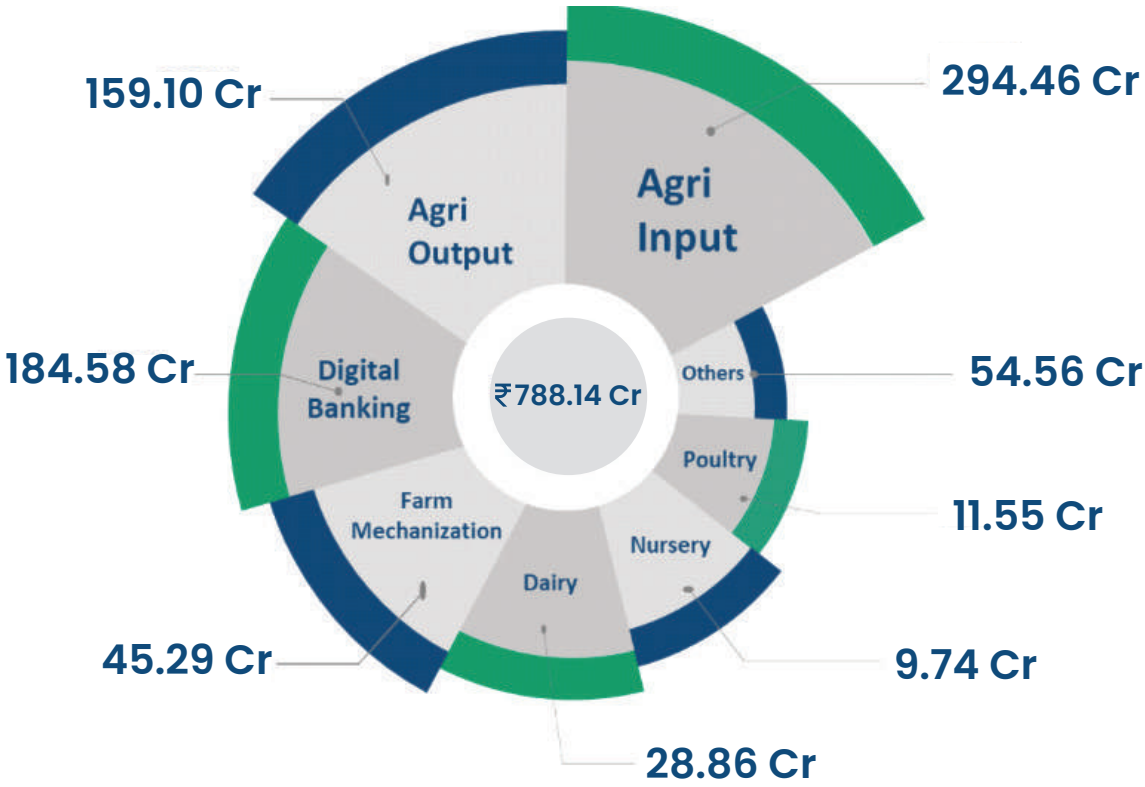 294.46 Cr
159.10 Cr
Agri
Input
Agri
Output
184.58 Cr
Digital
Banking
₹788.14 Cr
Others
54.56 Cr
Poultry
11.55 Cr
Farm
Mechanization
Nursery
Dairy
45.29 Cr
9.74 Cr
28.86 Cr